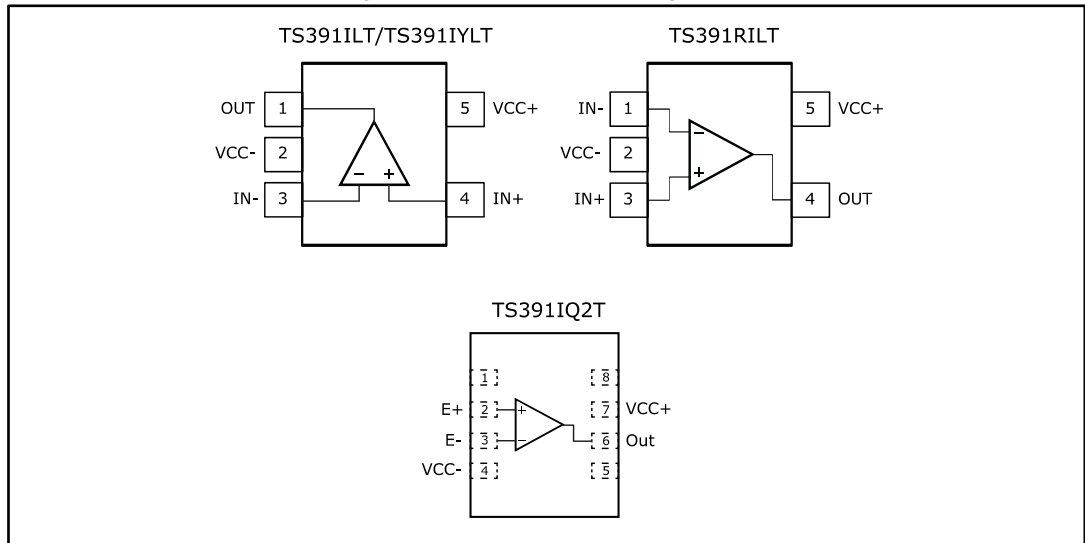 TS391ILT/TS391IYLT
OUT 1 5 VCC+
VCC- 2
IN- 3 4 IN+
- +
TS391RILT
IN- 1 5 VCC+
VCC- 2
IN+ 3 4 OUT
-
+
TS391IQ2T
1 8
E+ 2 + 7 VCC+
E- 3 - 6 Out
VCC- 4 5